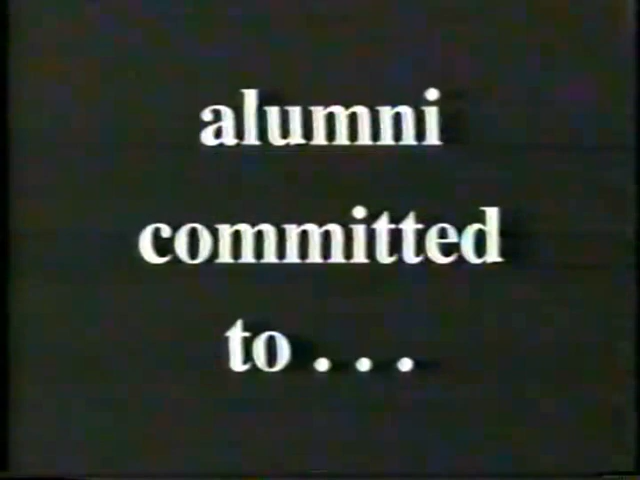 alumni
committed
to . . .